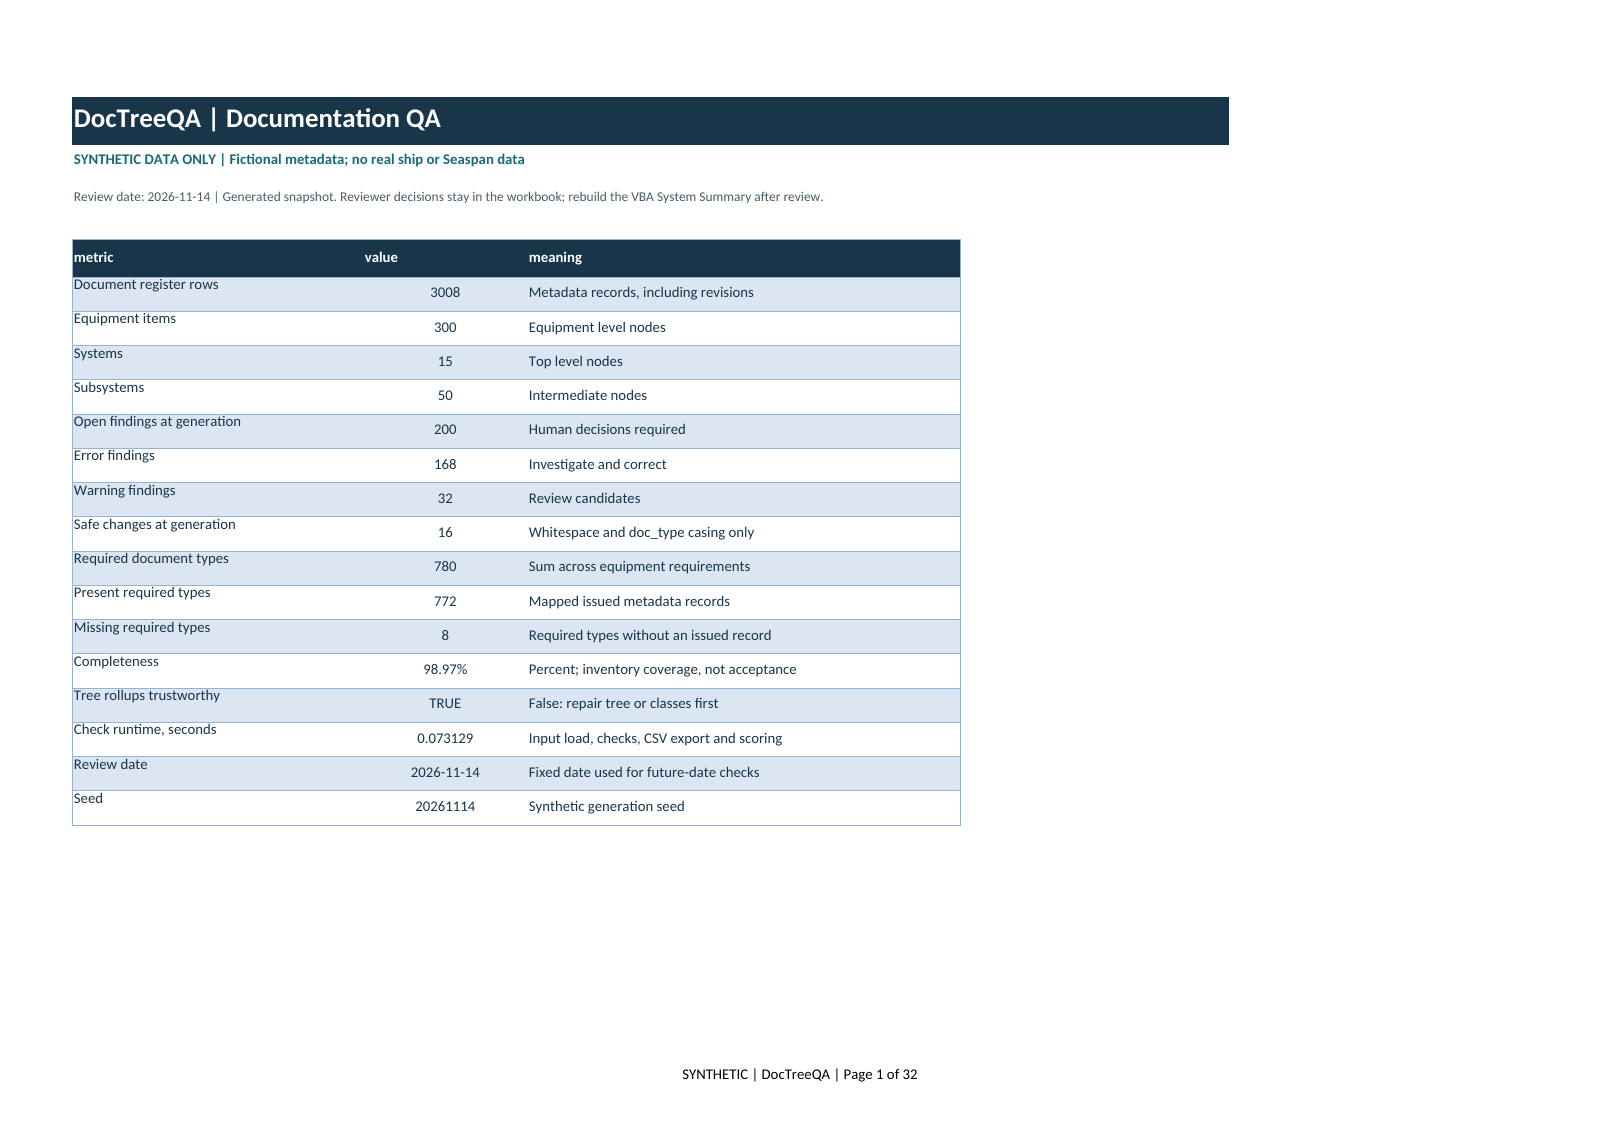 DocTreeQA | Documentation QA
SYNTHETIC DATA ONLY | Fictional metadata; no real ship or Seaspan data
Review date: 2026-11-14 | Generated snapshot. Reviewer decisions stay in the workbook; rebuild the VBA System Summary after review.
metric value meaning
Document register rows 3008 Metadata records, including revisions
Equipment items 300 Equipment level nodes
Systems 15 Top level nodes
Subsystems 50 Intermediate nodes
Open findings at generation 200 Human decisions required
Error findings 168 Investigate and correct
Warning findings 32 Review candidates
Safe changes at generation 16 Whitespace and doc_type casing only
Required document types 780 Sum across equipment requirements
Present required types 772 Mapped issued metadata records
Missing required types 8 Required types without an issued record
Completeness 98.97% Percent; inventory coverage, not acceptance
Tree rollups trustworthy TRUE False: repair tree or classes first
Check runtime, seconds 0.073129 Input load, checks, CSV export and scoring
Review date 2026-11-14 Fixed date used for future-date checks
Seed 20261114 Synthetic generation seed
SYNTHETIC | DocTreeQA | Page 1 of 32